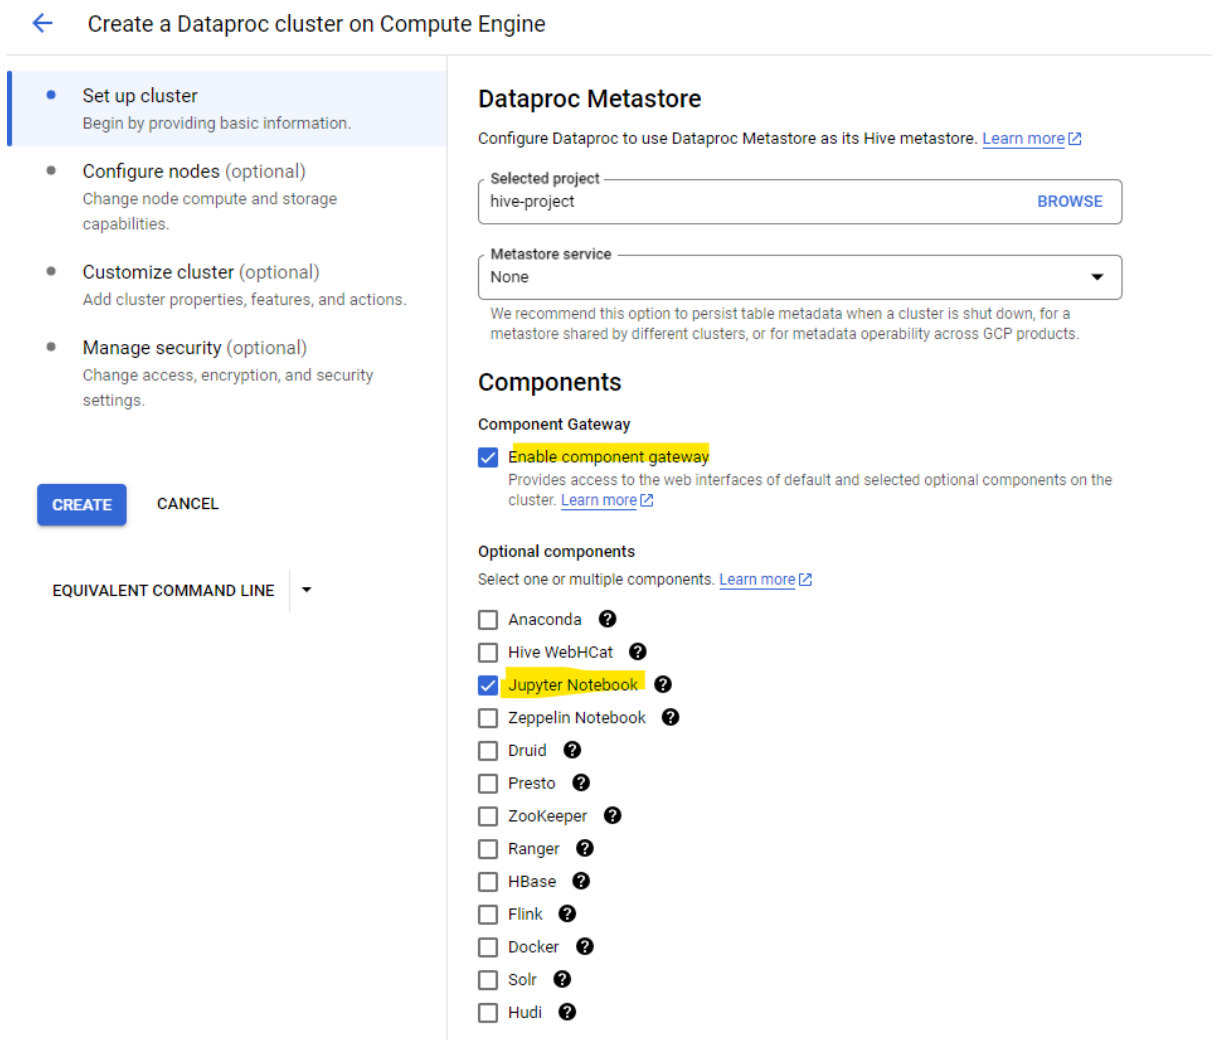 Create a Dataproc cluster on Compute Engine
Set up cluster
Begin by providing basic information.
Configure nodes (optional)
Change node compute and storage
capabilities.
Customize cluster (optional)
Add cluster properties, features, and actions.
Manage security (optional)
Change access, encryption, and security
settings.
CREATE
CANCEL
EQUIVALENT COMMAND LINE
Dataproc Metastore
Configure Dataproc to use Dataproc Metastore as its Hive metastore. Learn more
Selected project
hive-project
BROWSE
Metastore service
None
We recommend this option to persist table metadata when a cluster is shut down, for a
metastore shared by different clusters, or for metadata operability across GCP products.
Components
Component Gateway
Enable component gateway
Provides access to the web interfaces of default and selected optional components on the
cluster. Learn more
Optional components
Select one or multiple components. Learn more
Anaconda
Hive WebHCat
Jupyter Notebook
Zeppelin Notebook
Druid
Presto
ZooKeeper
Ranger
HBase
Flink
Docker
Solr
Hudi